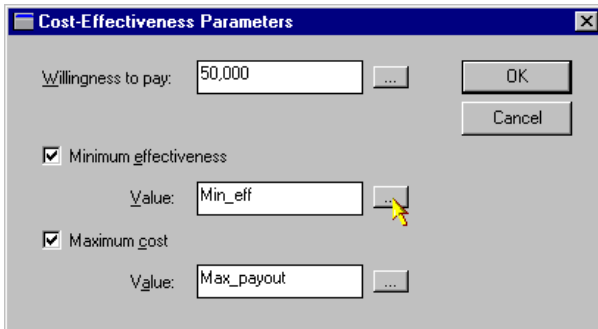 Cost-Effectiveness Parameters
Willingness to pay: 50,000 ... OK
Cancel
Minimum effectiveness
Value: Min_eff ...
Maximum cost
Value: Max_payout ...